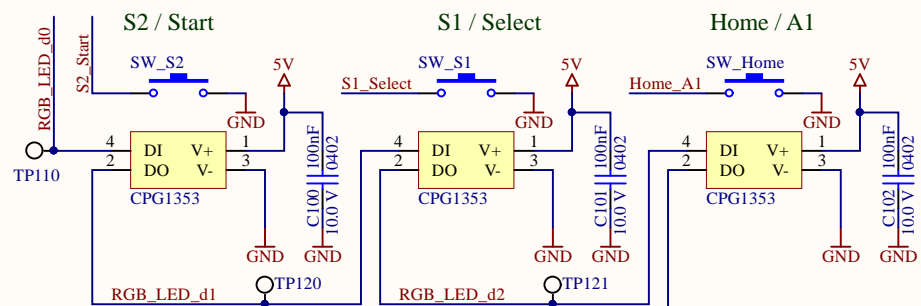 S2 / Start
S1 / Select
Home / A1
RGB_LED_d0
S2_Start
SW_S2
5V
GND
100nF
0402
C100
10.0 V
4
2
DI
DO
V+
V-
1
3
CPG1353
TP110
GND
GND
TP120
RGB_LED_d1
S1_Select
SW_S1
5V
GND
100nF
0402
C101
10.0 V
4
2
DI
DO
V+
V-
1
3
CPG1353
GND
GND
TP121
RGB_LED_d2
Home_A1
SW_Home
GND
100nF
0402
C102
10.0 V
4
2
DI
DO
V+
V-
1
3
CPG1353
5V
GND
GND